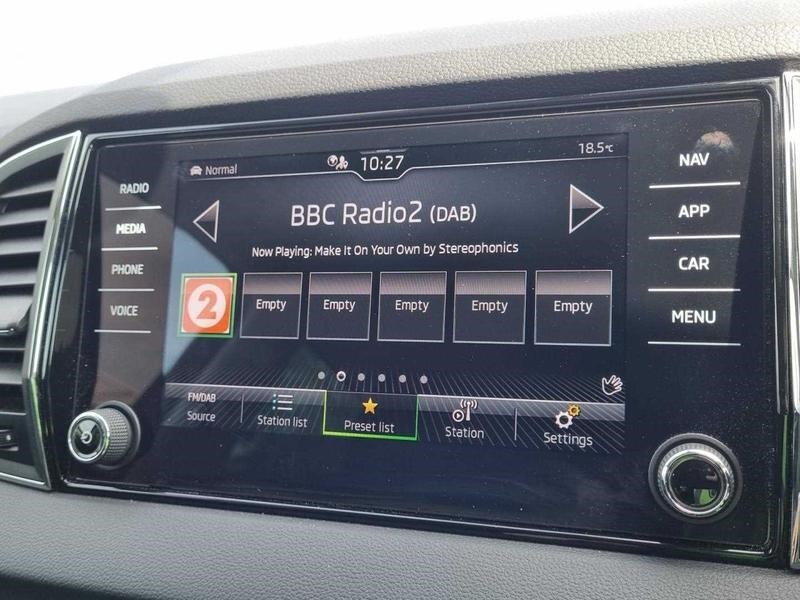 RADIO
MEDIA
PHONE
VOICE
Normal
10:27
18.5°C
BBC Radio2 (DAB)
Now Playing: Make It On Your Own by Stereophonics
2
Empty
Empty
Empty
Empty
Empty
FM/DAB
Source
Station list
Preset list
Station
Settings
NAV
APP
CAR
MENU